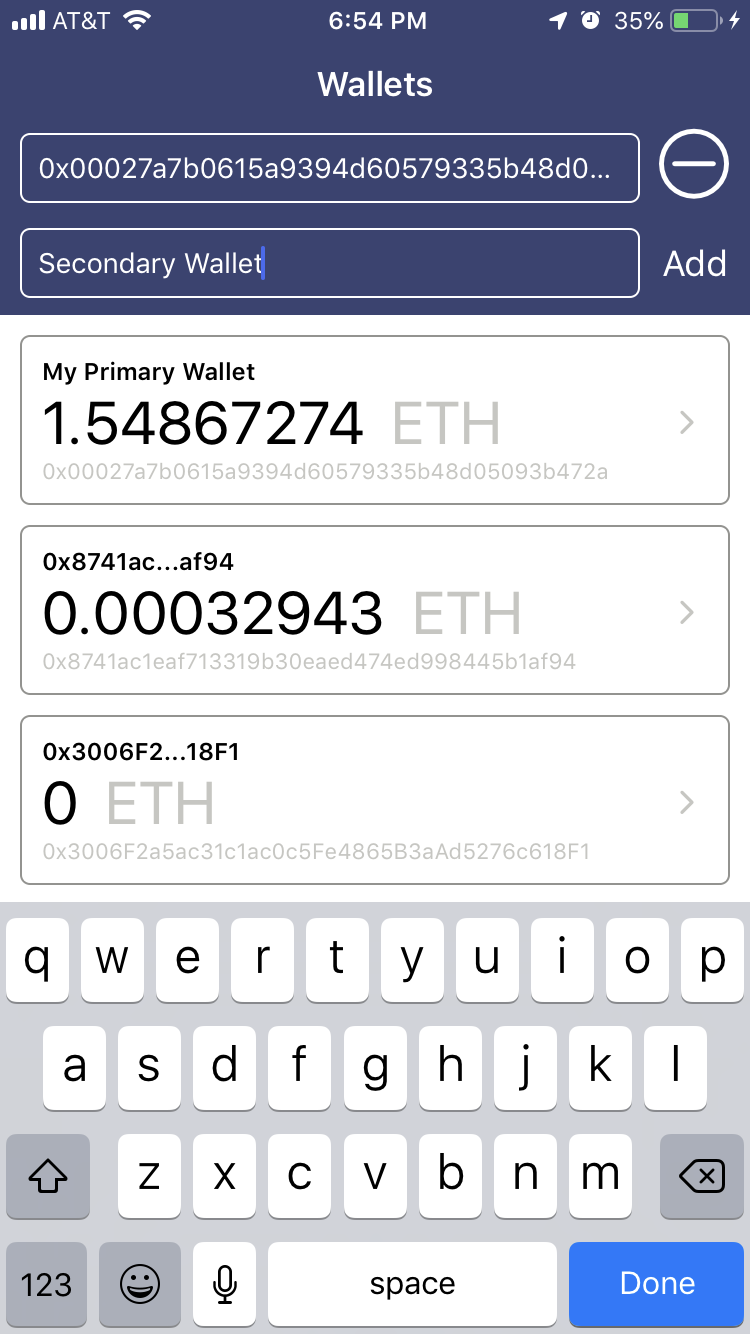 AT&T 6:54 PM 35%
Wallets
0x00027a7b0615a9394d60579335b48d0...
Secondary Wallet Add
My Primary Wallet
1.54867274 ETH
0x00027a7b0615a9394d60579335b48d05093b472a
0x8741ac...af94
0.00032943 ETH
0x8741ac1eaf713319b30eaed474ed998445b1af94
0x3006F2...18F1
0 ETH
0x3006F2a5ac31c1ac0c5Fe4865B3aAd5276c618F1
q w e r t y u i o p
a s d f g h j k l
z x c v b n m
123 space Done